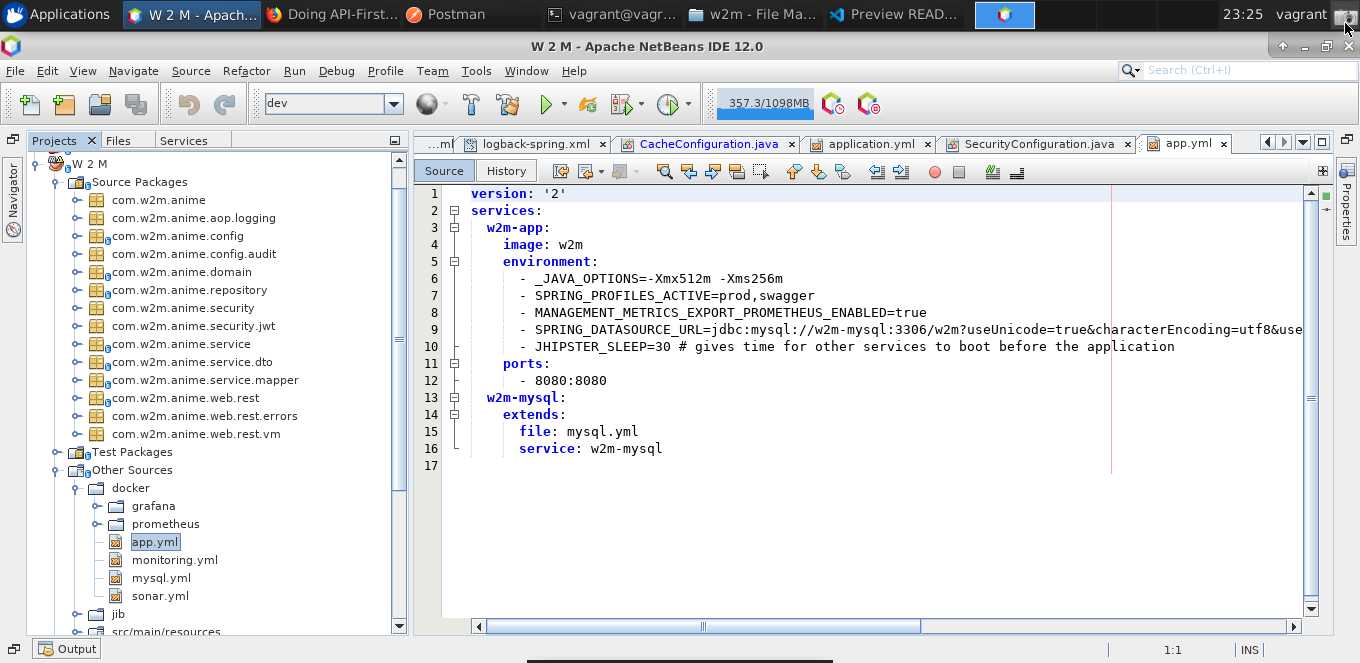 Applications
W 2 M - Apach...
Doing API-First...
Postman
vagrant@vagr...
w2m - File Ma...
Preview READ...
23:25
vagrant
W 2 M - Apache NetBeans IDE 12.0
File Edit View Navigate Source Refactor Run Debug Profile Team Tools Window Help
Search (Ctrl+I)
dev
357.3/1098MB
Projects
Files
Services
...ml
logback-spring.xml
CacheConfiguration.java
application.yml
SecurityConfiguration.java
app.yml
Navigator
W 2 M
Source Packages
com.w2m.anime
com.w2m.anime.aop.logging
com.w2m.anime.config
com.w2m.anime.config.audit
com.w2m.anime.domain
com.w2m.anime.repository
com.w2m.anime.security
com.w2m.anime.security.jwt
com.w2m.anime.service
com.w2m.anime.service.dto
com.w2m.anime.service.mapper
com.w2m.anime.web.rest
com.w2m.anime.web.rest.errors
com.w2m.anime.web.rest.vm
Test Packages
Other Sources
docker
grafana
prometheus
app.yml
monitoring.yml
mysql.yml
sonar.yml
jib
src/main/resources
Source
History
1 version: '2'
2 services:
3 w2m-app:
4 image: w2m
5 environment:
6 - _JAVA_OPTIONS=-Xmx512m -Xms256m
7 - SPRING_PROFILES_ACTIVE=prod,swagger
8 - MANAGEMENT_METRICS_EXPORT_PROMETHEUS_ENABLED=true
9 - SPRING_DATASOURCE_URL=jdbc:mysql://w2m-mysql:3306/w2m?useUnicode=true&characterEncoding=utf8&use
10 - JHIPSTER_SLEEP=30 # gives time for other services to boot before the application
11 ports:
12 - 8080:8080
13 w2m-mysql:
14 extends:
15 file: mysql.yml
16 service: w2m-mysql
17
Properties
Output
1:1
INS